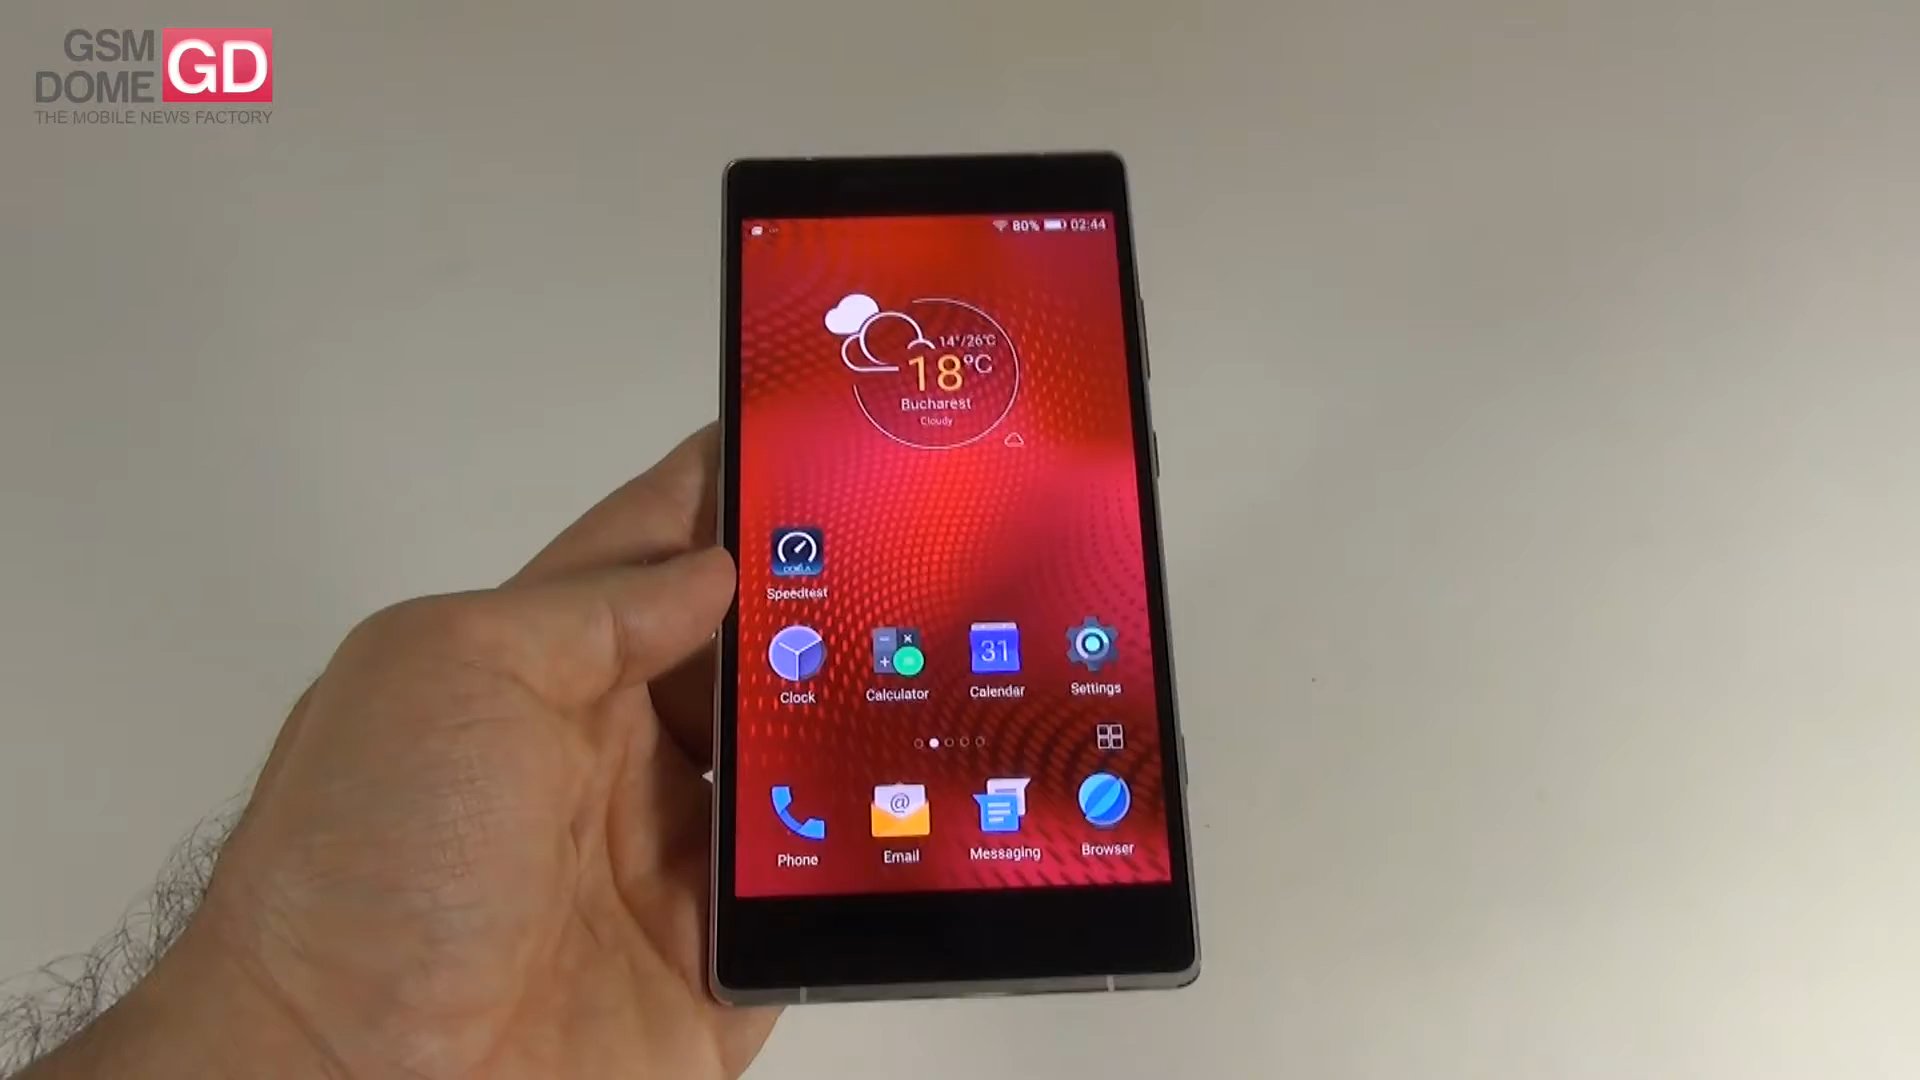 GSM
DOME
GD
THE MOBILE NEWS FACTORY
80% 02:44
14°/26°C
18°C
Bucharest
Cloudy
OOKLA
Speedtest
31
Clock
Calculator
Calendar
Settings
@
Phone
Email
Messaging
Browser